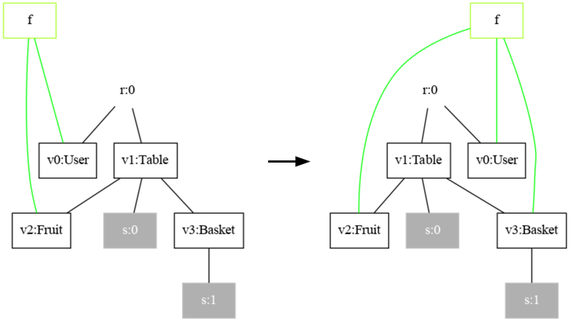 f
f
r:0
r:0
v0:User
v1:Table
v1:Table
v0:User
v2:Fruit
s:0
v3:Basket
v2:Fruit
s:0
v3:Basket
s:1
s:1